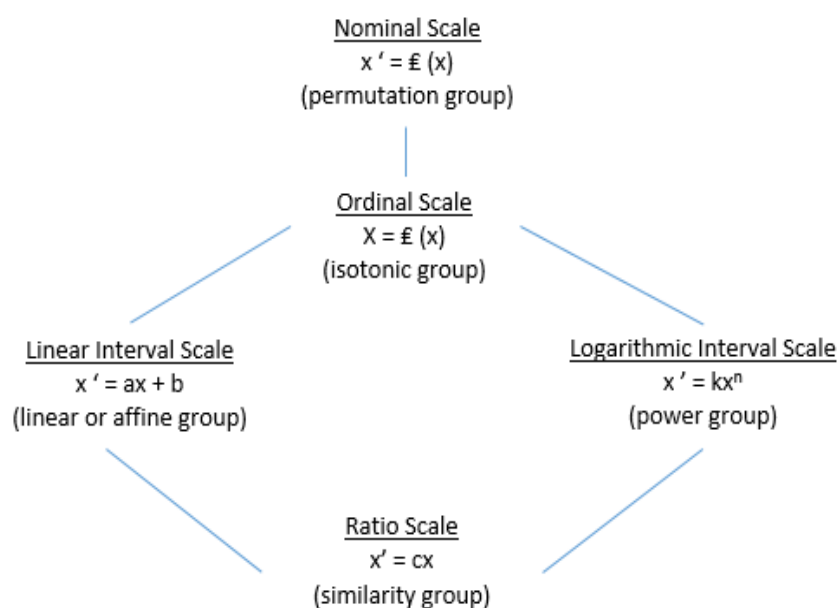 Nominal Scale
x ‘ = ₤ (x)
(permutation group)
Ordinal Scale
X = ₤ (x)
(isotonic group)
Linear Interval Scale
x ‘ = ax + b
(linear or affine group)
Logarithmic Interval Scale
x ‘ = kxⁿ
(power group)
Ratio Scale
x’ = cx
(similarity group)